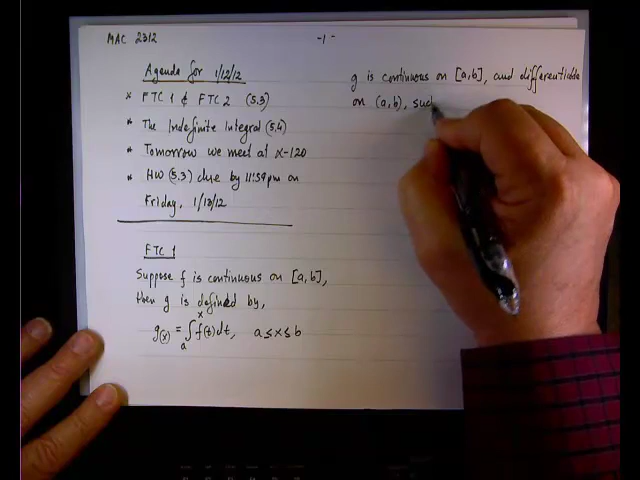 MAC 2312
-1-
Agenda for 1/12/12
* FTC 1 & FTC 2 (5.3)
* The Indefinite Integral (5.4)
* Tomorrow we meet at X-120
* HW (5.3) due by 11:59pm on
Friday, 1/13/12
FTC 1
Suppose f is continuous on [a,b],
then g is defined by,
g(x) = ∫ₐˣ f(t)dt, a ≤ x ≤ b
g is continuous on [a,b], and differentiable
on (a,b), suc